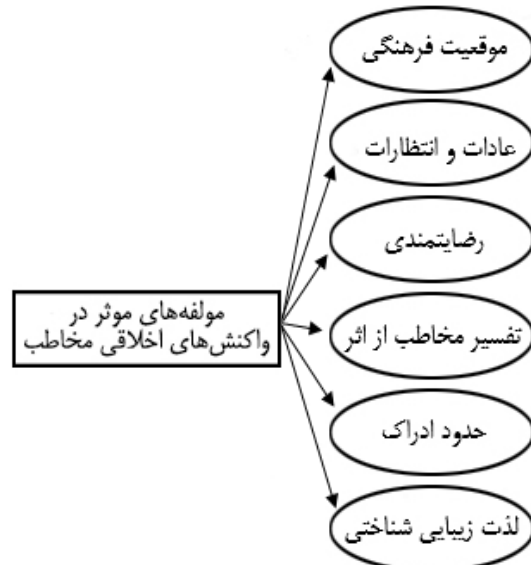 موقعیت فرهنگی
عادات و انتظارات
رضایتمندی
مولفه‌های موثر در
واکنش‌های اخلاقی مخاطب
تفسیر مخاطب از اثر
حدود ادراک
لذت زیبایی شناختی